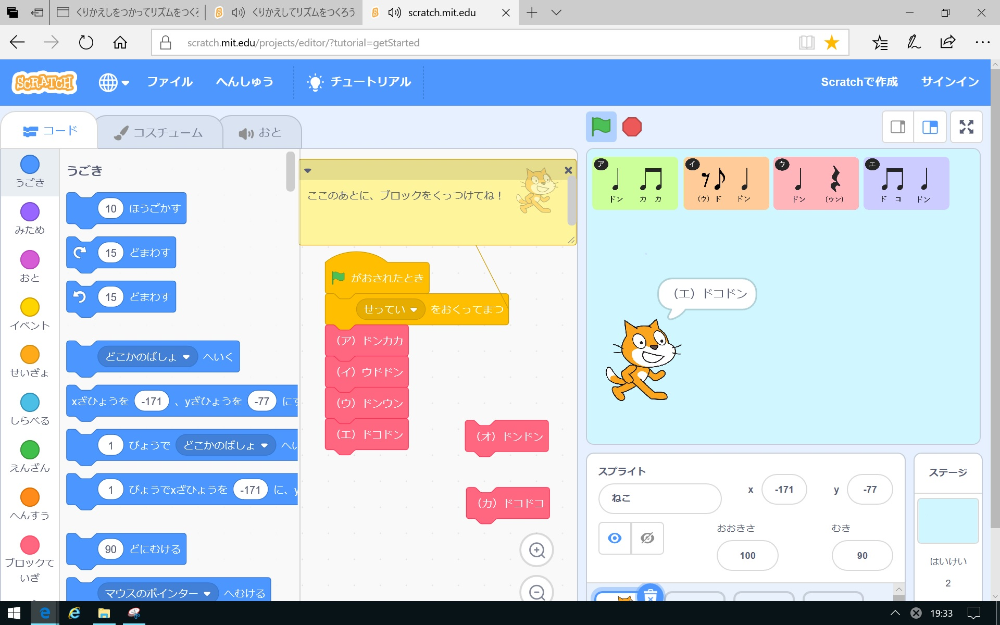 くりかえしをつかってリズムをつく
くりかえしてリズムをつくろう
scratch.mit.edu
scratch.mit.edu/projects/editor/?tutorial=getStarted
SCRATCH
ファイル
へんしゅう
チュートリアル
Scratchで作成
サインイン
コード
コスチューム
おと
うごき
みため
おと
イベント
せいぎょ
しらべる
えんざん
へんすう
ブロックて
いぎ
うごき
10 ほうごかす
15 どまわす
15 どまわす
どこかのばしょ へいく
xざひょうを -171 、yざひょうを -77 にす
1 びょうで どこかのばしょ へい
1 びょうでxざひょうを -171 に、y
90 どにむける
マウスのポインター へむける
ここのあとに、ブロックをくっつけてね！
がおされたとき
せってい をおくってまつ
（ア）ドンカカ
（イ）ウドドン
（ウ）ドンウン
（エ）ドコドン
（オ）ドンドン
（カ）ドコドコ
ア
ドン カ カ
イ
（ウ）ド ドン
ウ
ドン （ウン）
エ
ド コ ドン
（エ）ドコドン
スプライト
ねこ
x -171
y -77
おおきさ
100
むき
90
ステージ
はいけい
2
19:33